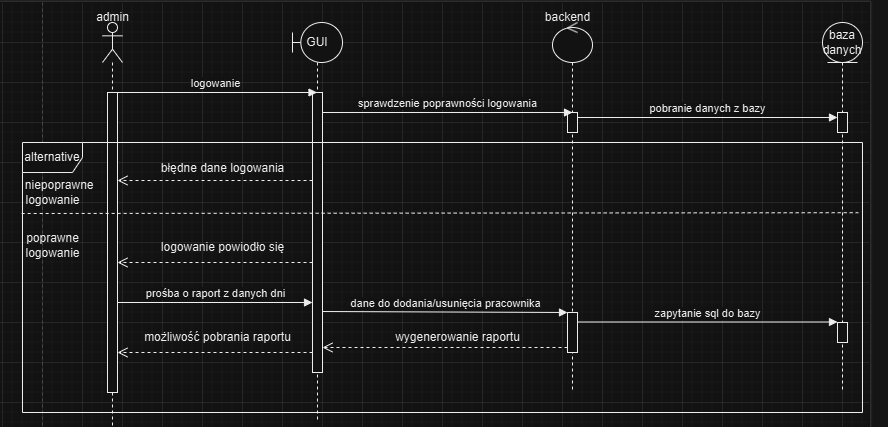 admin
GUI
backend
baza
danych
logowanie
sprawdzenie poprawności logowania
pobranie danych z bazy
alternative
błędne dane logowania
niepoprawne
logowanie
poprawne
logowanie
logowanie powiodło się
prośba o raport z danych dni
dane do dodania/usunięcia pracownika
zapytanie sql do bazy
możliwość pobrania raportu
wygenerowanie raportu